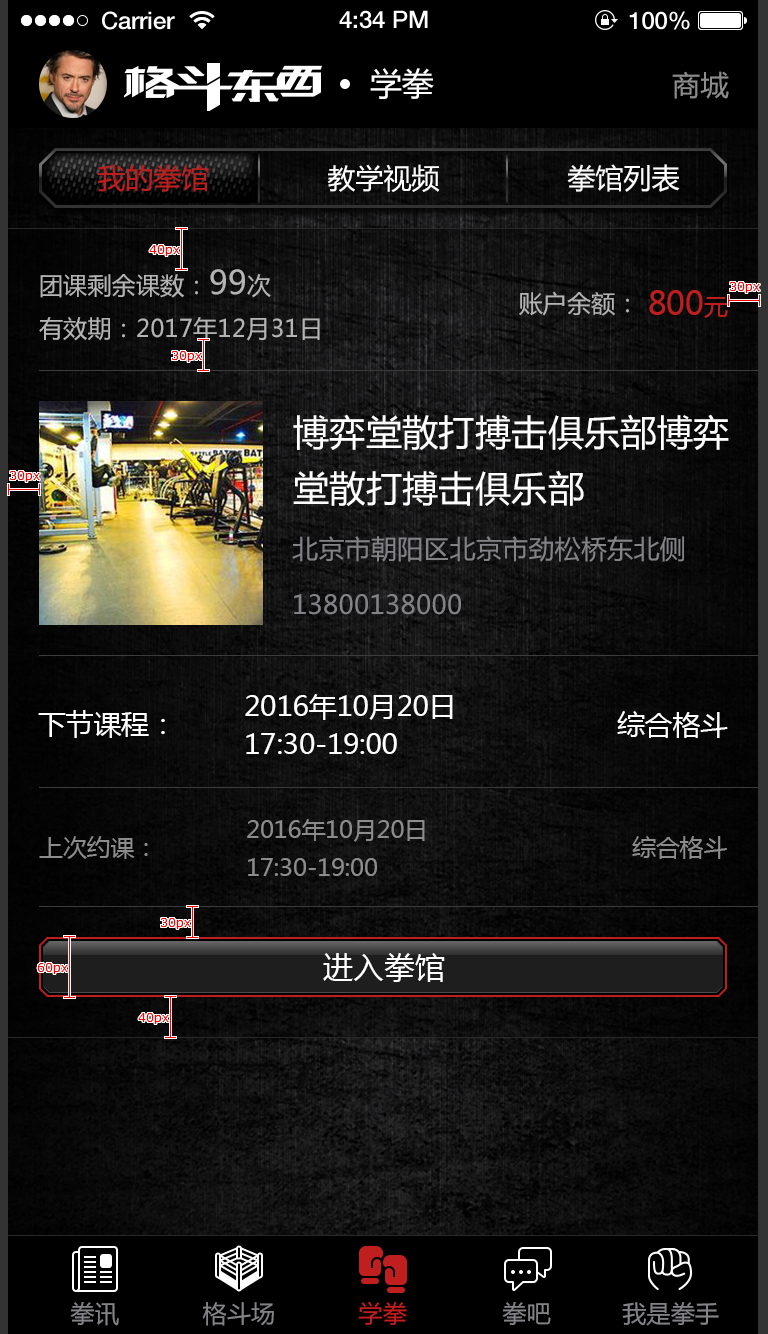 Carrier 4:34 PM 100%
格斗东西 · 学拳 商城
我的拳馆 教学视频 拳馆列表
40px
团课剩余课数：99次
账户余额： 800元 30px
有效期：2017年12月31日
30px
博弈堂散打搏击俱乐部博弈
堂散打搏击俱乐部
30px
北京市朝阳区北京市劲松桥东北侧
13800138000
下节课程： 2016年10月20日 综合格斗
17:30-19:00
上次约课： 2016年10月20日 综合格斗
17:30-19:00
30px
60px 进入拳馆
40px
拳讯 格斗场 学拳 拳吧 我是拳手